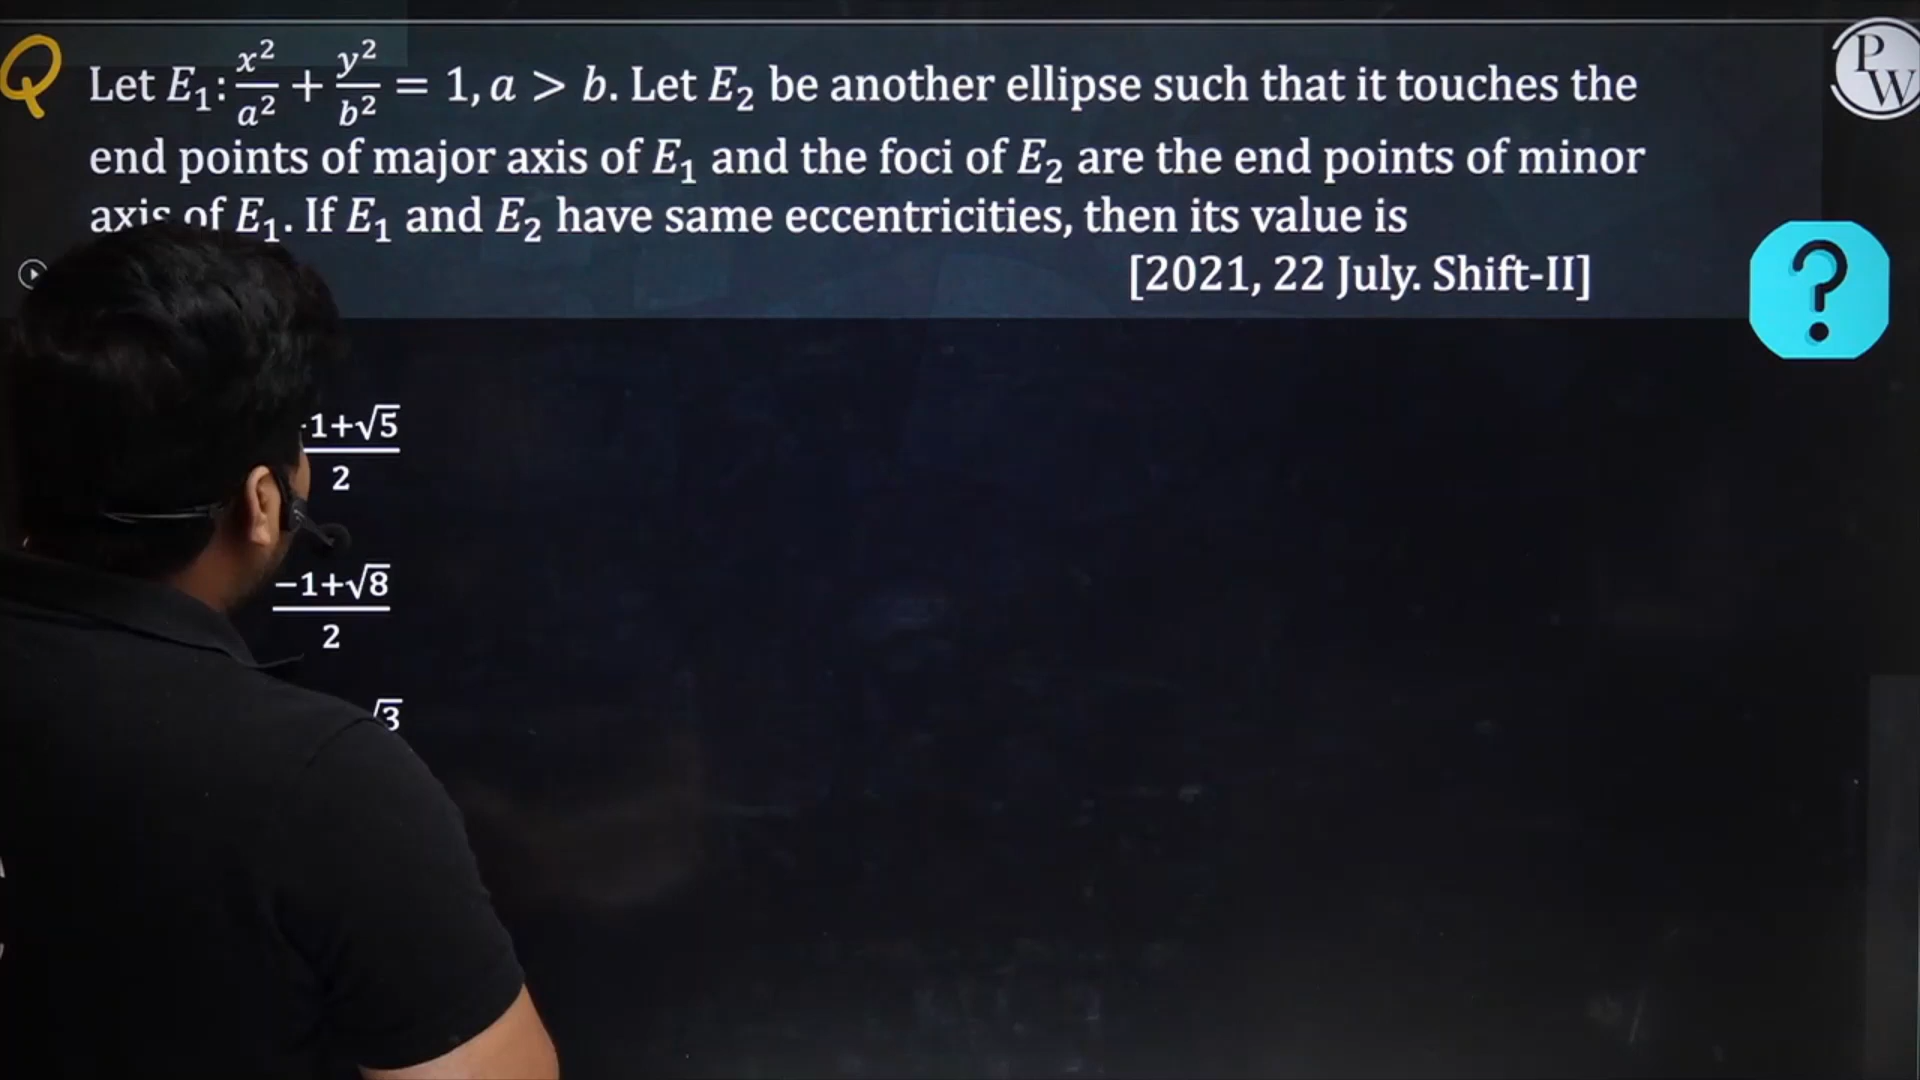 Q
P
W
Let E₁: x²/a² + y²/b² = 1, a > b. Let E₂ be another ellipse such that it touches the
end points of major axis of E₁ and the foci of E₂ are the end points of minor
axis of E₁. If E₁ and E₂ have same eccentricities, then its value is
[2021, 22 July. Shift-II]
?
-1+√5
2
−1+√8
2
√3